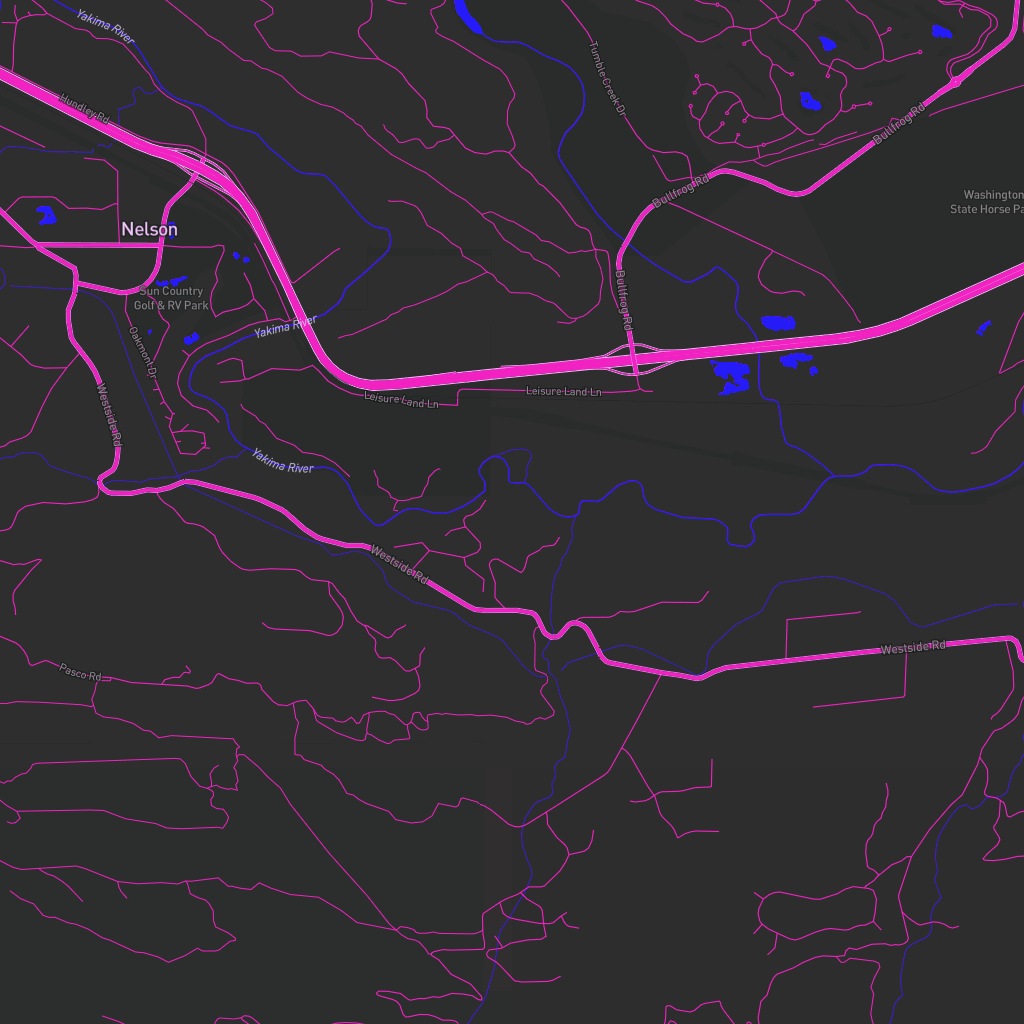 Yakima River
Tumble Creek Dr
Hundley Rd
Bullfrog Rd
Bullfrog Rd
Washington
State Horse Pa
Nelson
Bullfrog Rd
Sun Country
Golf & RV Park
Yakima River
Oakmont Dr
Leisure Land Ln
Leisure Land Ln
Westside Rd
Yakima River
Westside Rd
Westside Rd
Pasco Rd